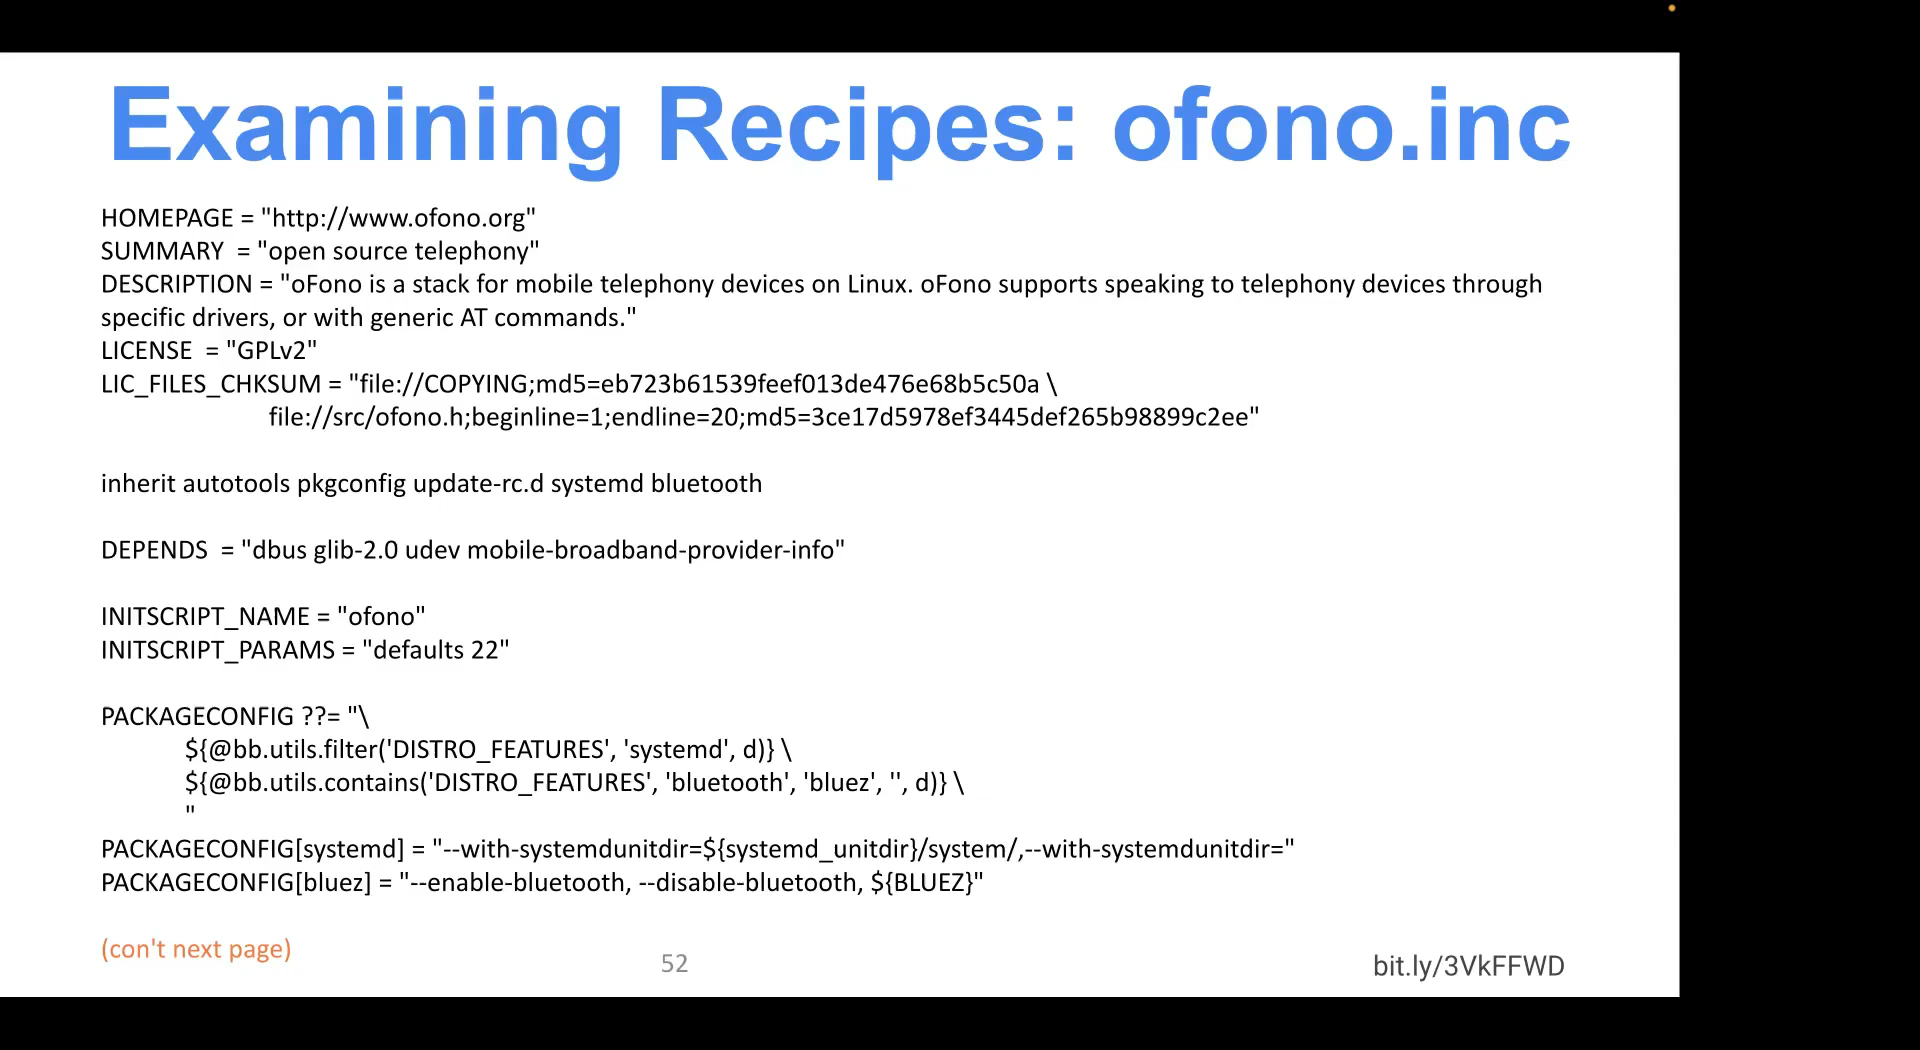 Examining Recipes: ofono.inc
HOMEPAGE = "http://www.ofono.org"
SUMMARY  = "open source telephony"
DESCRIPTION = "oFono is a stack for mobile telephony devices on Linux. oFono supports speaking to telephony devices through
specific drivers, or with generic AT commands."
LICENSE  = "GPLv2"
LIC_FILES_CHKSUM = "file://COPYING;md5=eb723b61539feef013de476e68b5c50a \
file://src/ofono.h;beginline=1;endline=20;md5=3ce17d5978ef3445def265b98899c2ee"
inherit autotools pkgconfig update-rc.d systemd bluetooth
DEPENDS  = "dbus glib-2.0 udev mobile-broadband-provider-info"
INITSCRIPT_NAME = "ofono"
INITSCRIPT_PARAMS = "defaults 22"
PACKAGECONFIG ??= "\
${@bb.utils.filter('DISTRO_FEATURES', 'systemd', d)} \
${@bb.utils.contains('DISTRO_FEATURES', 'bluetooth', 'bluez', '', d)} \
"
PACKAGECONFIG[systemd] = "--with-systemdunitdir=${systemd_unitdir}/system/,--with-systemdunitdir="
PACKAGECONFIG[bluez] = "--enable-bluetooth, --disable-bluetooth, ${BLUEZ}"
(con't next page)
52
bit.ly/3VkFFWD